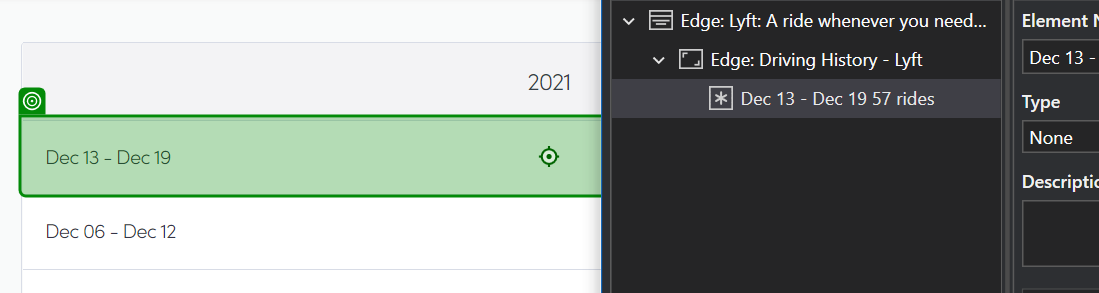 2021
Dec 13 - Dec 19
Dec 06 - Dec 12
Edge: Lyft: A ride whenever you need...
Edge: Driving History - Lyft
Dec 13 - Dec 19 57 rides
Element N
Dec 13 -
Type
None
Descriptio